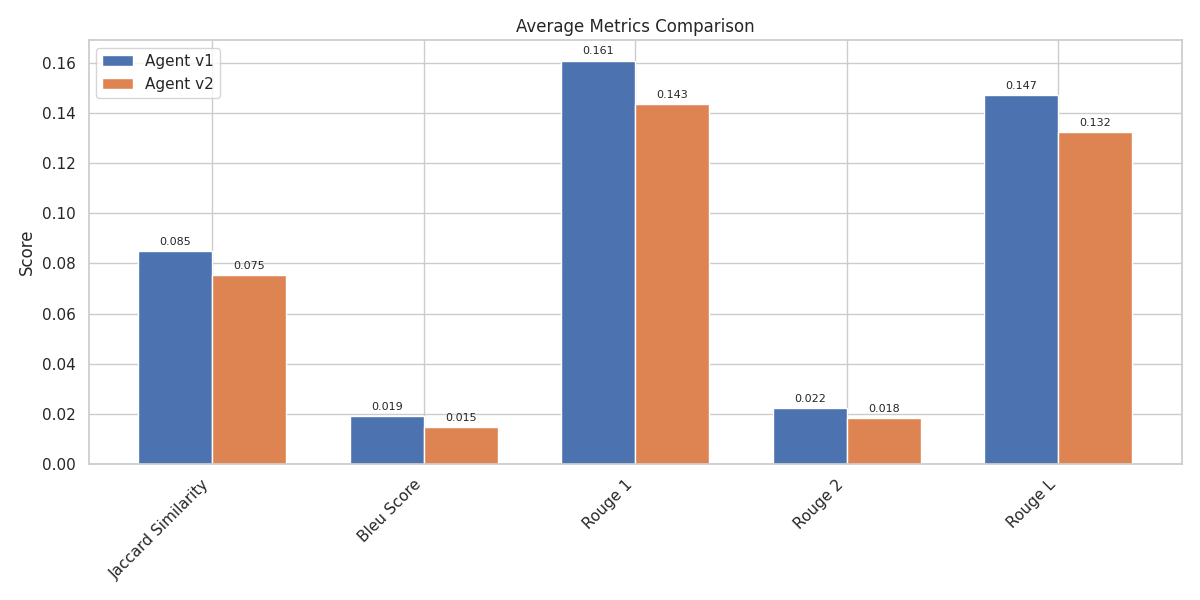 Average Metrics Comparison
Agent v1
Agent v2
Score
0.16
0.14
0.12
0.10
0.08
0.06
0.04
0.02
0.00
0.085
0.075
0.019
0.015
0.161
0.143
0.022
0.018
0.147
0.132
Jaccard Similarity
Bleu Score
Rouge 1
Rouge 2
Rouge L